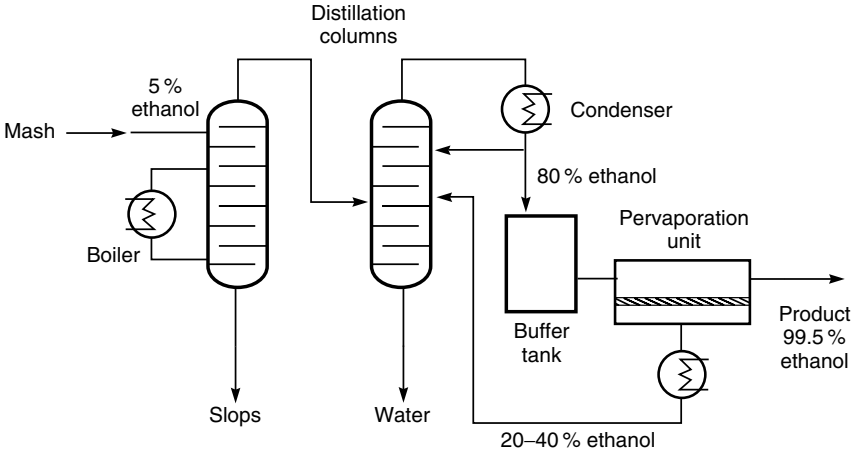 Distillation
columns
5 %
ethanol
Mash
Condenser
80 % ethanol
Pervaporation
unit
Boiler
Buffer
tank
Product
99.5 %
ethanol
Slops
Water
20–40 % ethanol